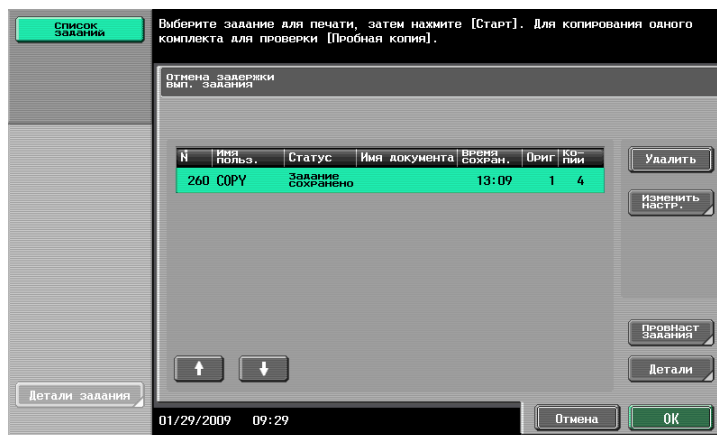 Список
заданий
Выберите задание для печати, затем нажмите [Старт]. Для копирования одного
комплекта для проверки [Пробная копия].
Отмена задержки
вып. задания
N Имя польз. Статус Имя документа Время сохран. Ориг Ко-пии
260 COPY Задание сохранено 13:09 1 4
Удалить
Изменить
настр.
ПровНаст
Задания
Детали
Детали задания
01/29/2009 09:29
Отмена
OK